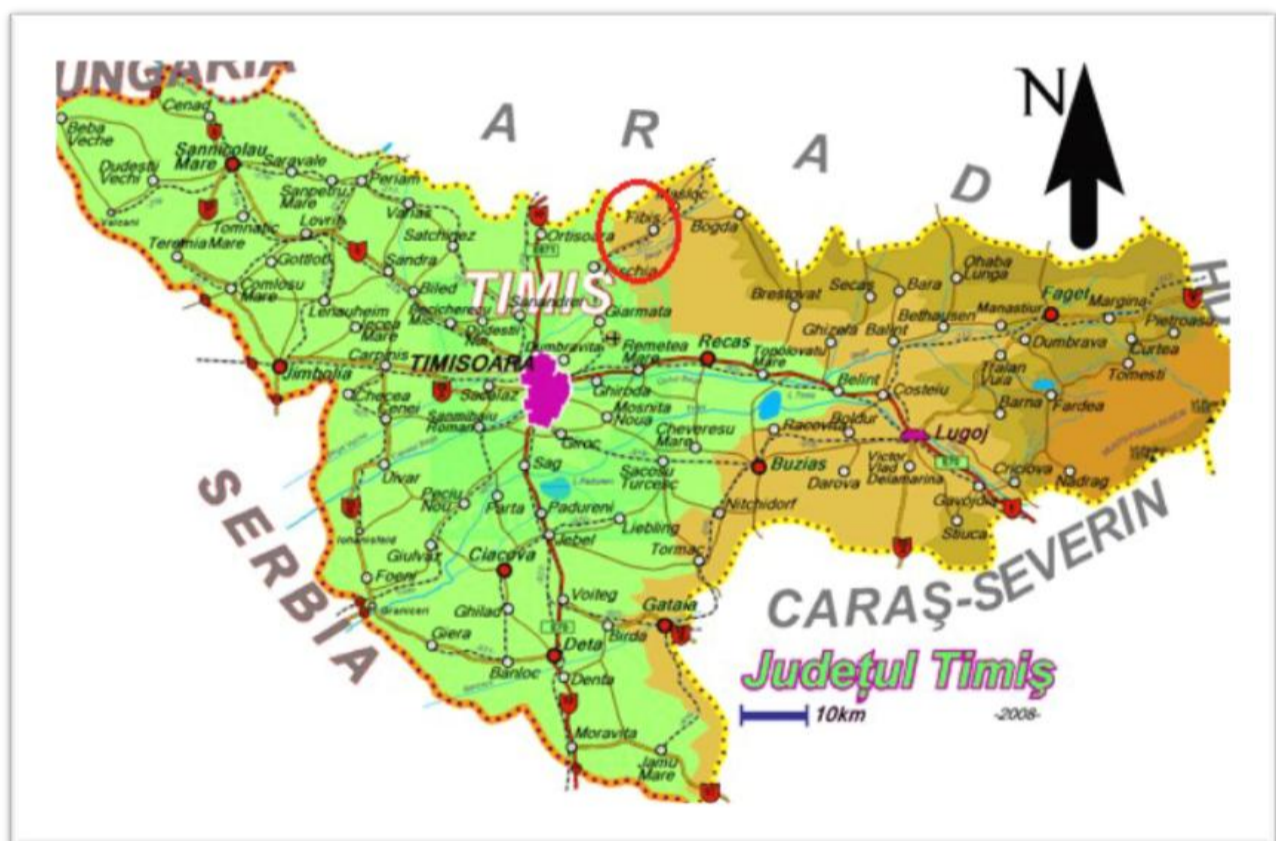 UNGARIA
N
A R A D
Cenad
Beba
Veche
Sannicolau
Mare
Saravale
Dudestii
Vechi
Sanpetru
Mare
Periam
Varias
Fibis
Bogda
Tomnatic
Lovrin
Ortisoara
Teremia Mare
Satchinez
Gottlob
Sandra
TIMIS
Ohaba
Lunga
Comlosu
Mare
Biled
Secas
Bara
Faget
Brestovat
Lenauheim
Sanandrei
Giarmata
Manastiur
Margina
Bethausen
Pietroasa
Dudestii
Ghizela
Balint
Dumbrava
Curtea
Dumbravita
Remetea
Mare
Recas
Topolovatu
Mare
Traian
Vuia
Tomesti
Carpinis
TIMISOARA
Jimbolia
Sacalaz
Ghiroda
Belint
Costeiu
Checea
Cenei
Barna
Fardea
Sanmihaiu
Roman
Mosnita
Noua
Cheveresu
Mare
Racovita
Boldur
Lugoj
Giroc
Sag
Sacosu
Turcesc
Buzias
Darova
Victor
Vlad
Delamarina
Criciova
Nadrag
Gavojdia
Uivar
Peciu
Nou
Parta
Padureni
Nitchidorf
Liebling
Stiuca
SERBIA
Giulvaz
Jebel
Tormac
Ciacova
Foeni
Graniceri
Ghilad
Voiteg
Gataia
CARAŞ-SEVERIN
Giera
Birda
Banloc
Deta
Denta
Judeţul Timiş
10km
-2008-
Moravita
Jamu
Mare